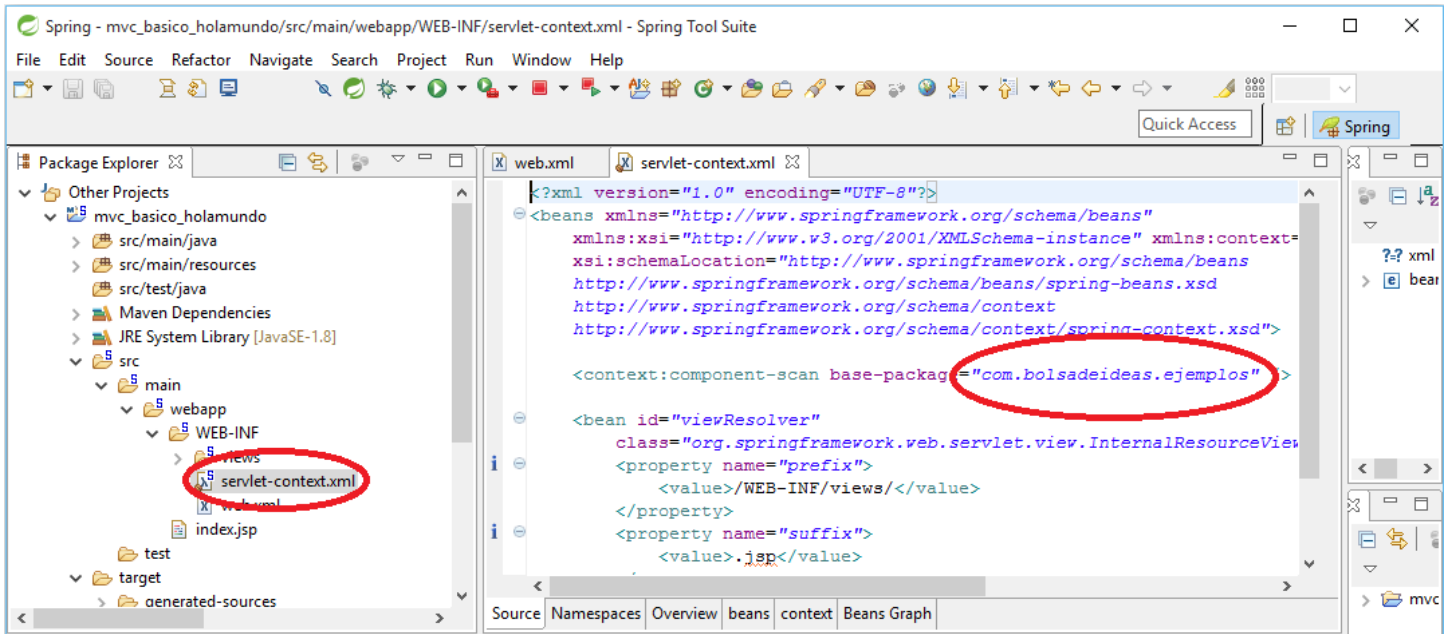 Spring - mvc_basico_holamundo/src/main/webapp/WEB-INF/servlet-context.xml - Spring Tool Suite
File Edit Source Refactor Navigate Search Project Run Window Help
Quick Access
Spring
Package Explorer
Other Projects
mvc_basico_holamundo
src/main/java
src/main/resources
src/test/java
Maven Dependencies
JRE System Library [JavaSE-1.8]
src
main
webapp
WEB-INF
views
servlet-context.xml
web.xml
index.jsp
test
target
generated-sources
web.xml
servlet-context.xml
<?xml version="1.0" encoding="UTF-8"?>
<beans xmlns="http://www.springframework.org/schema/beans"
xmlns:xsi="http://www.w3.org/2001/XMLSchema-instance" xmlns:context=
xsi:schemaLocation="http://www.springframework.org/schema/beans
http://www.springframework.org/schema/beans/spring-beans.xsd
http://www.springframework.org/schema/context
http://www.springframework.org/schema/context/spring-context.xsd">
<context:component-scan base-package="com.bolsadeideas.ejemplos" />
<bean id="viewResolver"
class="org.springframework.web.servlet.view.InternalResourceView
<property name="prefix">
<value>/WEB-INF/views/</value>
</property>
<property name="suffix">
<value>.jsp</value>
Source Namespaces Overview beans context Beans Graph
?=? xml
e bear
mvc